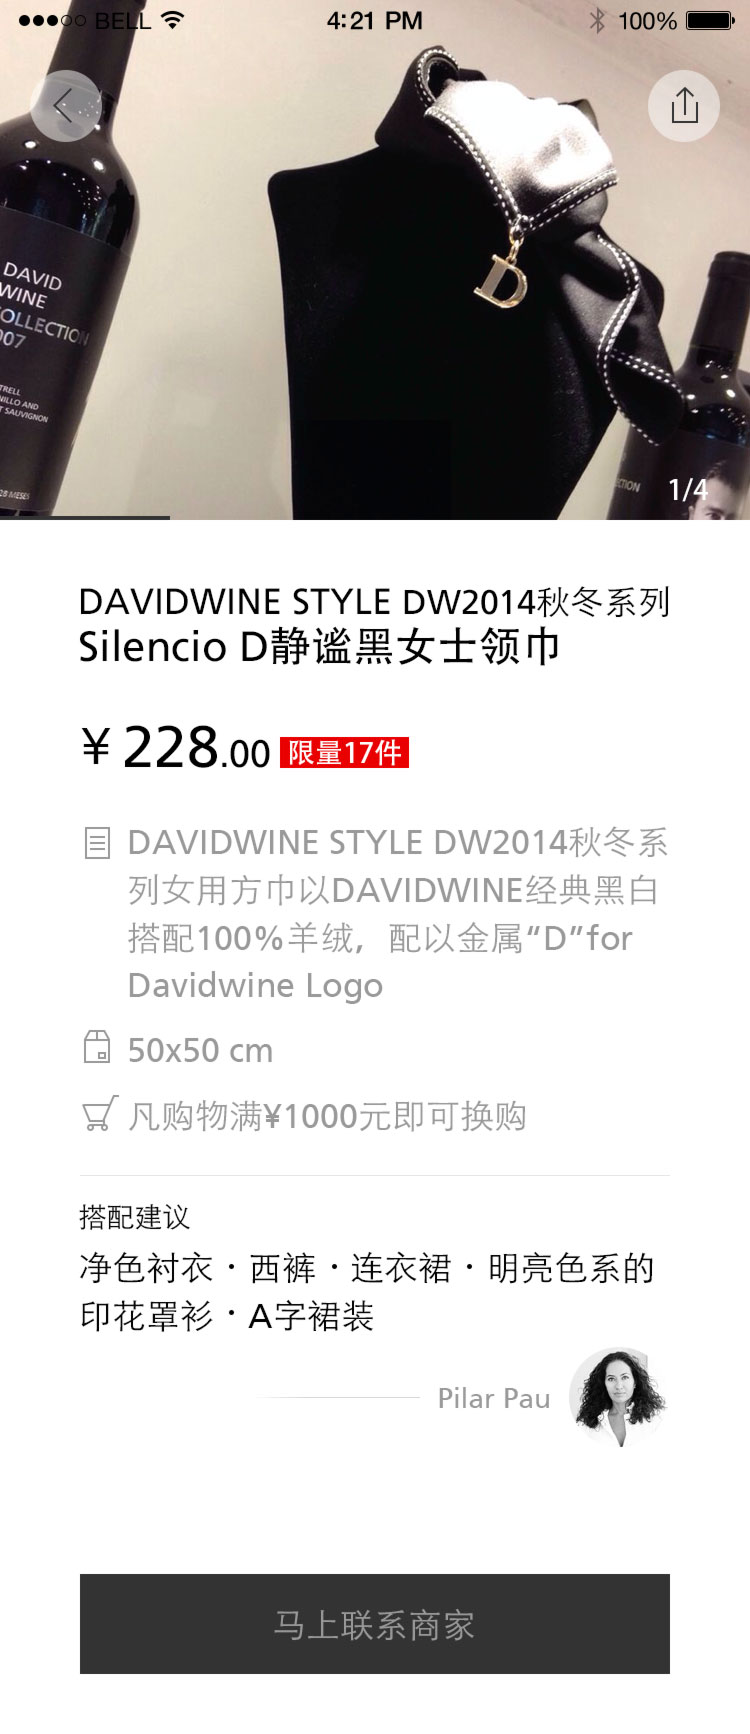 BELL
4:21 PM
100%
DAVID
WINE
COLLECTION
007
28 MESES
1/4
DAVIDWINE STYLE DW2014秋冬系列
Silencio D静谧黑女士领巾
¥ 228.00 限量17件
DAVIDWINE STYLE DW2014秋冬系
列女用方巾以DAVIDWINE经典黑白
搭配100%羊绒，配以金属“D”for
Davidwine Logo
50x50 cm
凡购物满¥1000元即可换购
搭配建议
净色衬衣 · 西裤 · 连衣裙 · 明亮色系的
印花罩衫 · A字裙装
Pilar Pau
马上联系商家